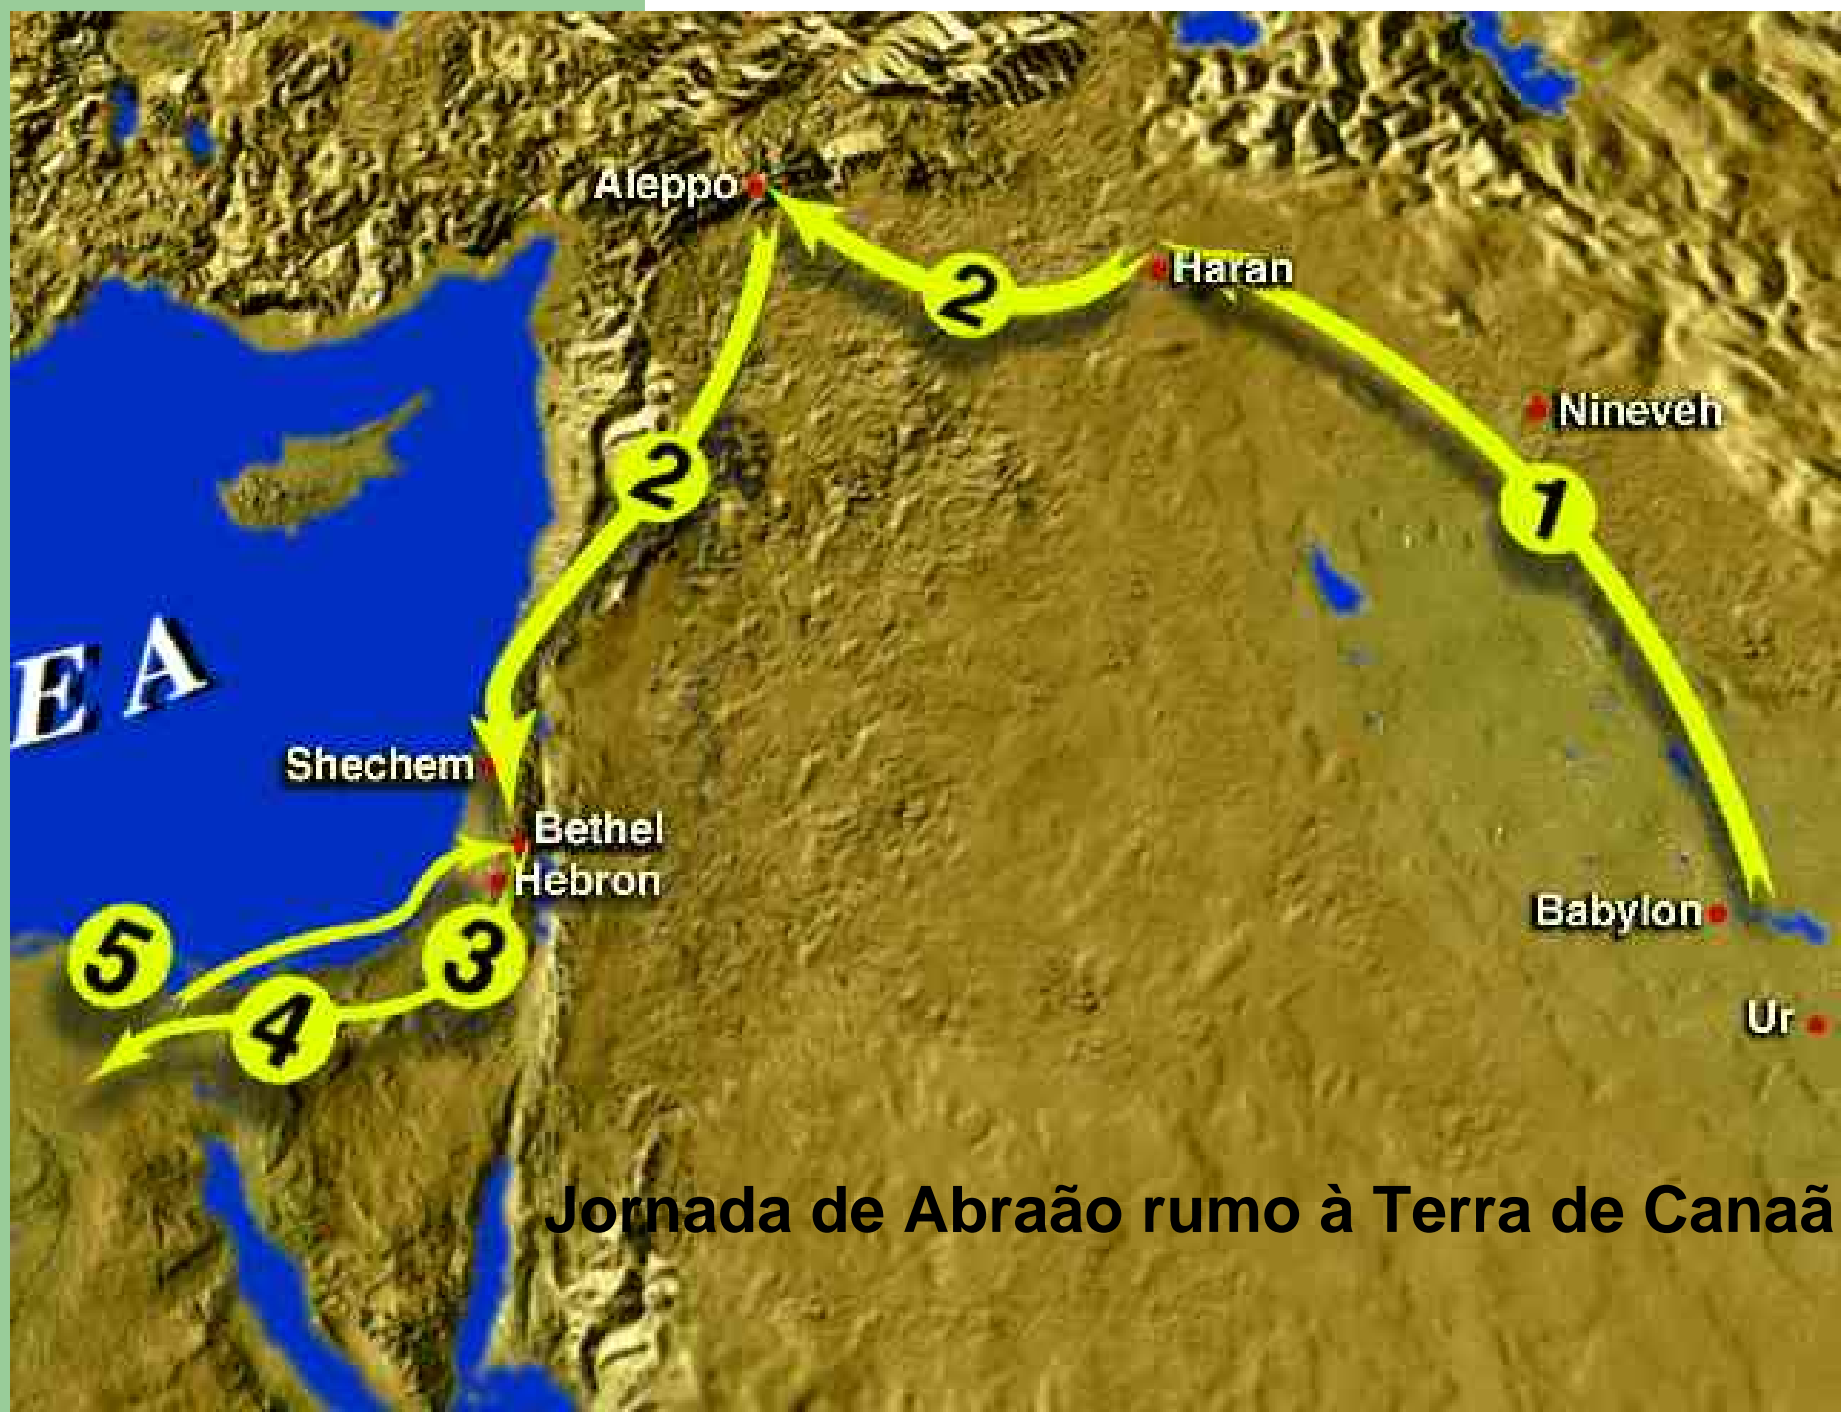 Aleppo
2
Haran
Nineveh
2
1
E A
Shechem
Bethel
Hebron
Babylon
5
3
4
Ur
Jornada de Abraão rumo à Terra de Canaã